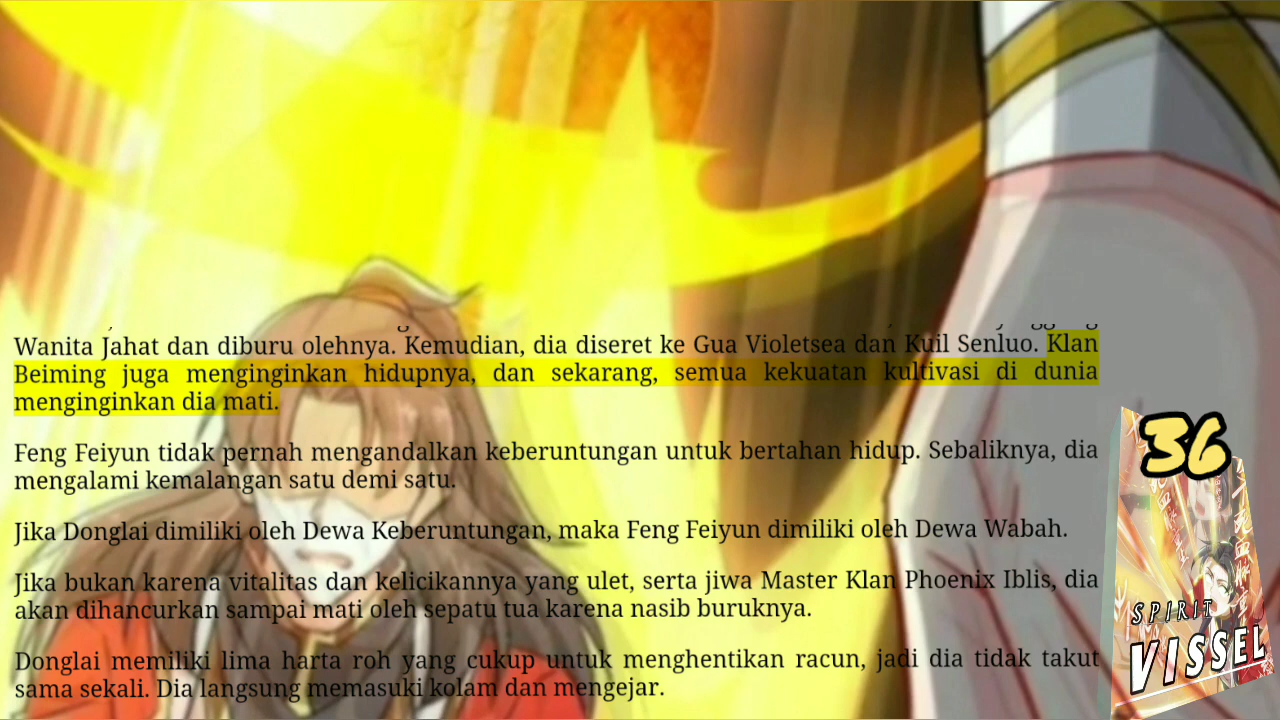 Wanita Jahat dan diburu olehnya. Kemudian, dia diseret ke Gua Violetsea dan Kuil Senluo. Klan
Beiming juga menginginkan hidupnya, dan sekarang, semua kekuatan kultivasi di dunia
menginginkan dia mati.
Feng Feiyun tidak pernah mengandalkan keberuntungan untuk bertahan hidup. Sebaliknya, dia
mengalami kemalangan satu demi satu.
Jika Donglai dimiliki oleh Dewa Keberuntungan, maka Feng Feiyun dimiliki oleh Dewa Wabah.
Jika bukan karena vitalitas dan kelicikannya yang ulet, serta jiwa Master Klan Phoenix Iblis, dia
akan dihancurkan sampai mati oleh sepatu tua karena nasib buruknya.
Donglai memiliki lima harta roh yang cukup untuk menghentikan racun, jadi dia tidak takut
sama sekali. Dia langsung memasuki kolam dan mengejar.
36
SPIRIT
VISSEL